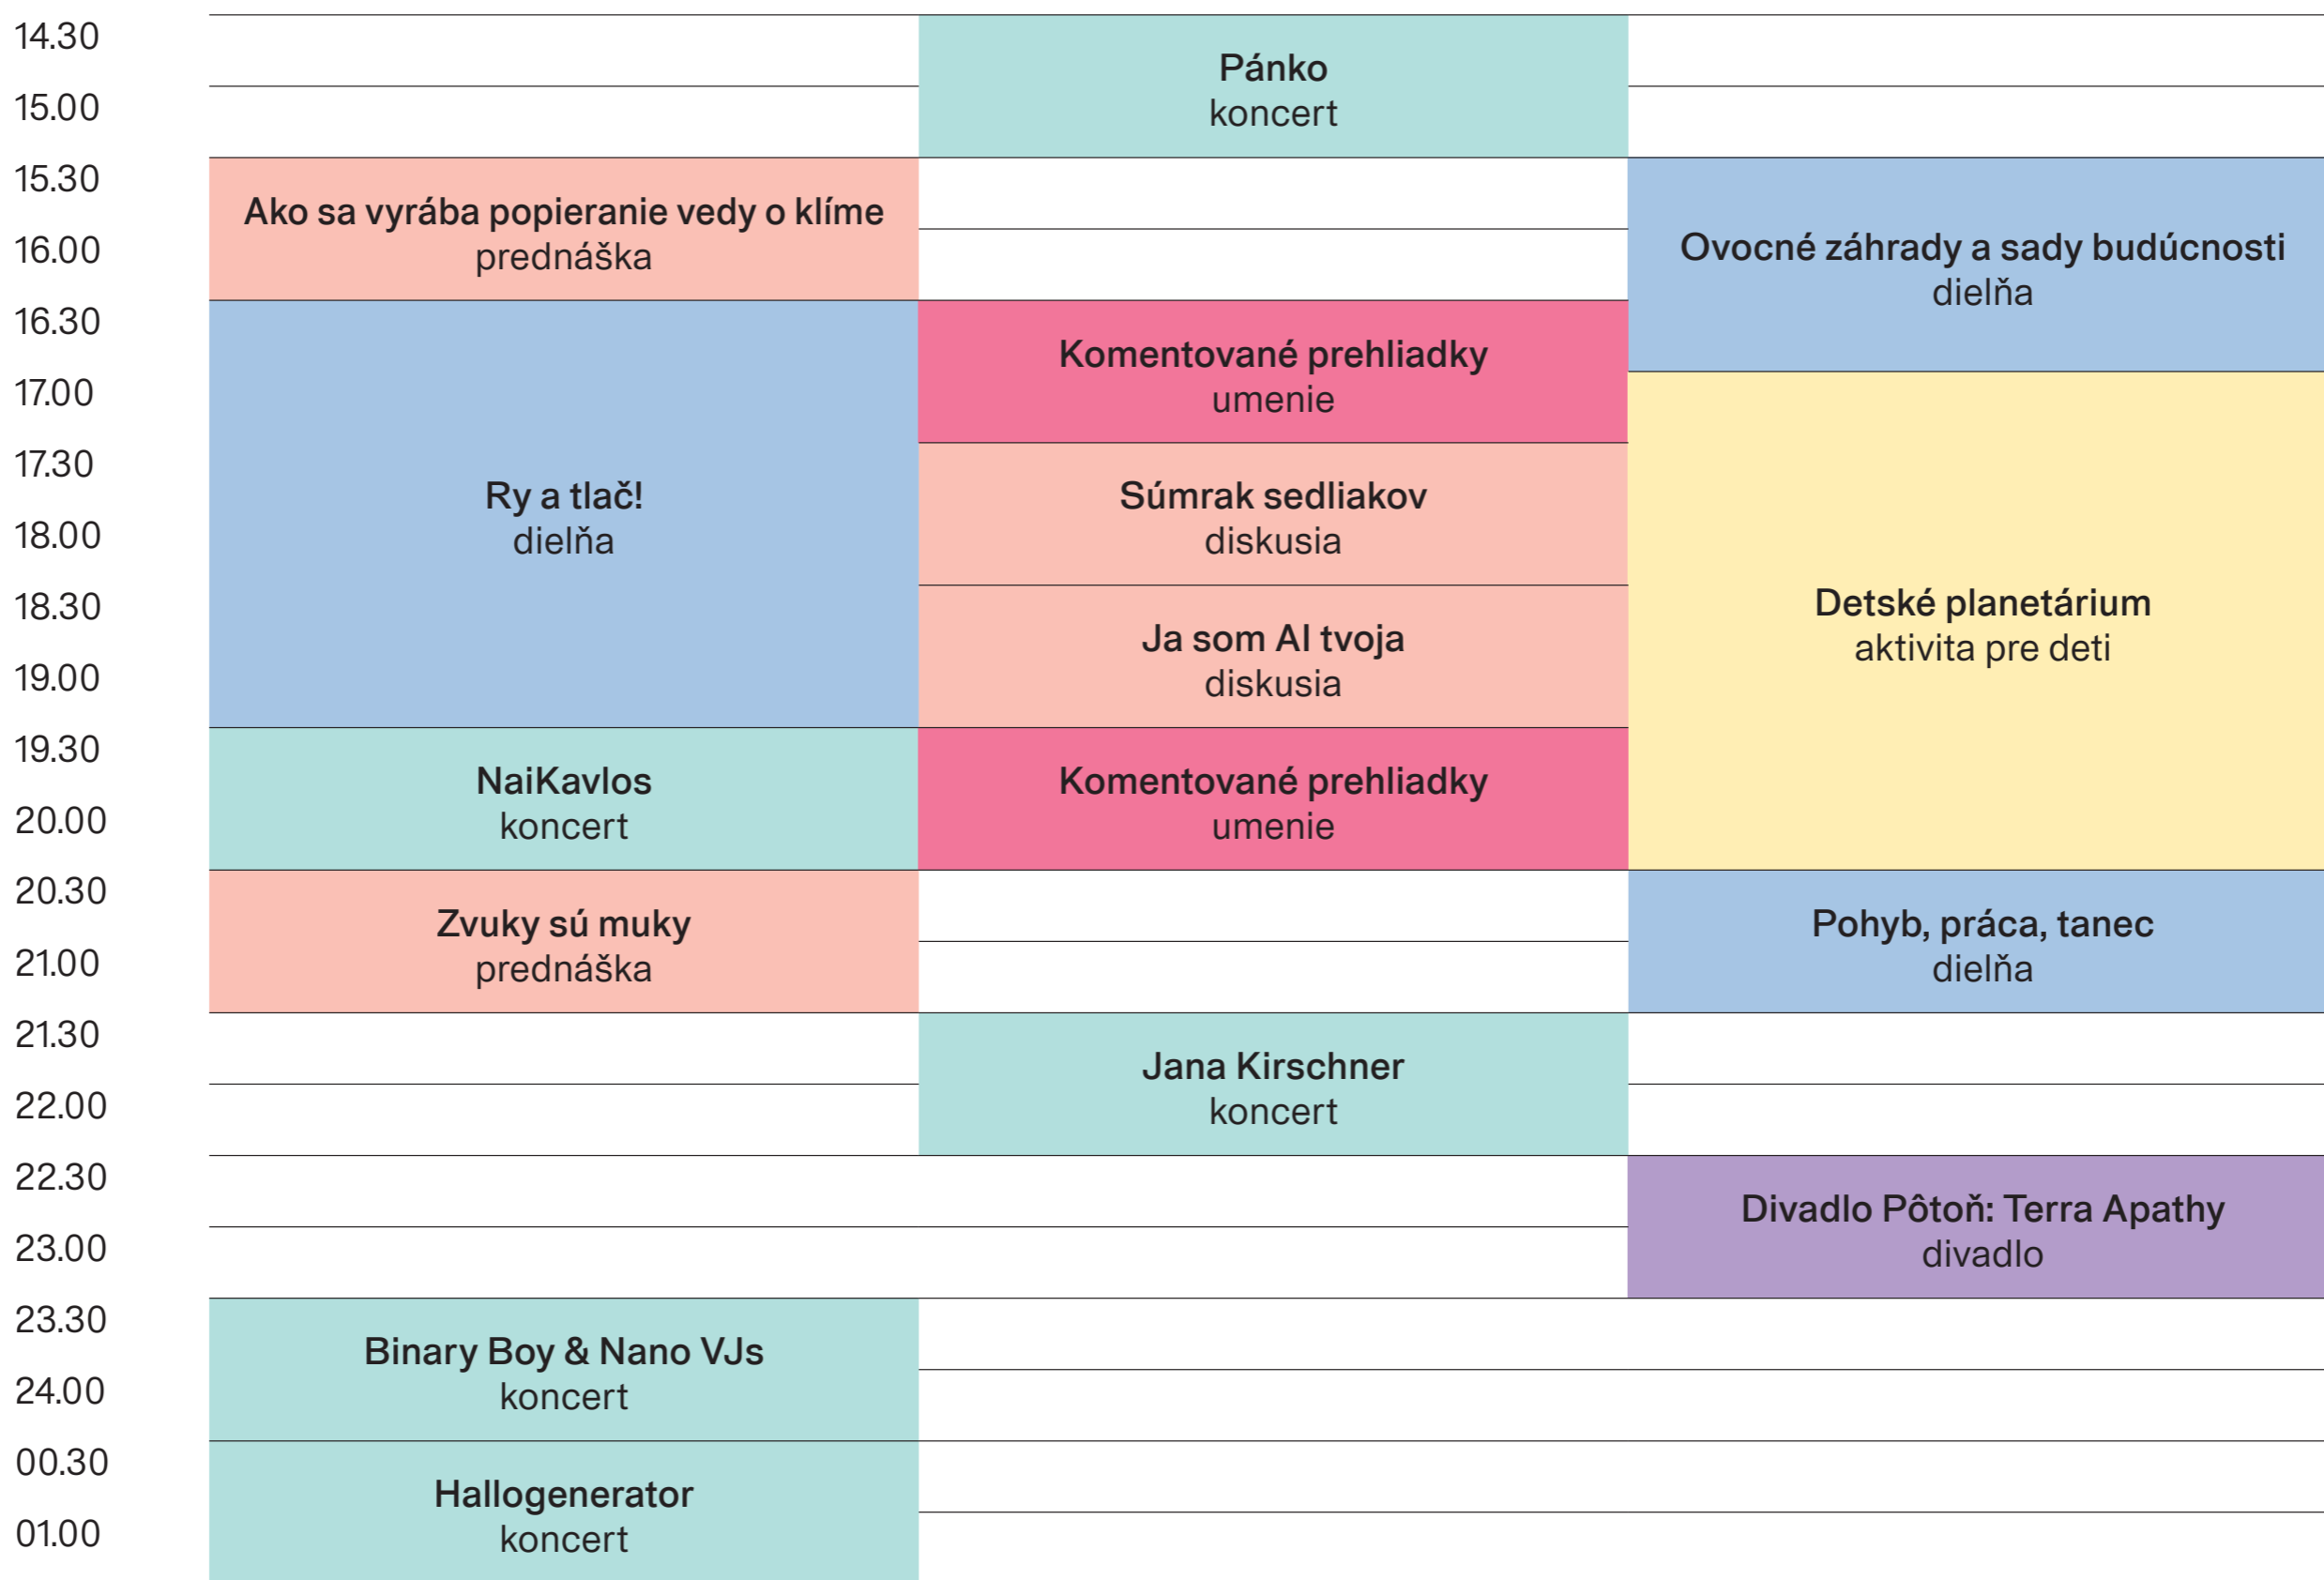 14.30
Pánko
koncert
15.00
15.30
Ako sa vyrába popieranie vedy o klíme
prednáška
16.00
Ovocné záhrady a sady budúcnosti
dielňa
16.30
Komentované prehliadky
umenie
17.00
17.30
Ry a tlač!
dielňa
Súmrak sedliakov
diskusia
18.00
18.30
Ja som AI tvoja
diskusia
Detské planetárium
aktivita pre deti
19.00
19.30
NaiKavlos
koncert
Komentované prehliadky
umenie
20.00
20.30
Zvuky sú muky
prednáška
Pohyb, práca, tanec
dielňa
21.00
21.30
Jana Kirschner
koncert
22.00
22.30
Divadlo Pôtoň: Terra Apathy
divadlo
23.00
23.30
Binary Boy & Nano VJs
koncert
24.00
00.30
Hallogenerator
koncert
01.00